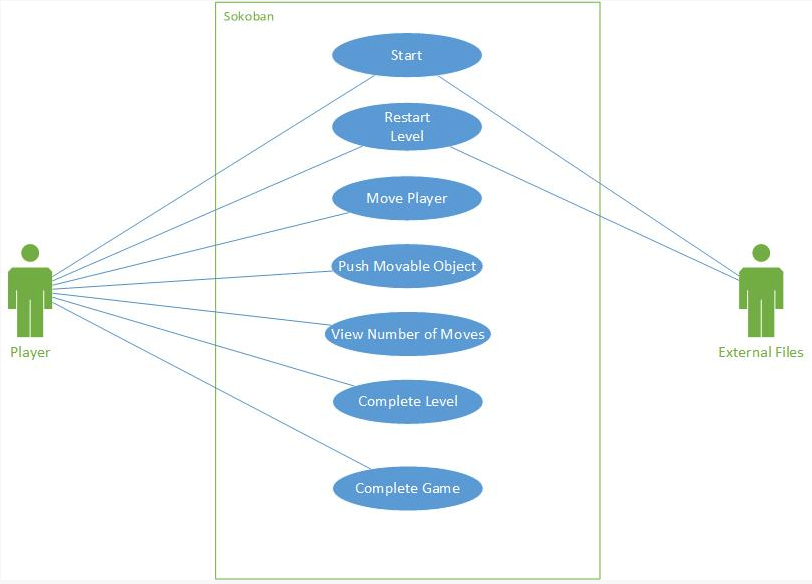 Sokoban
Start
Restart
Level
Move Player
Push Movable Object
View Number of Moves
Player
External Files
Complete Level
Complete Game